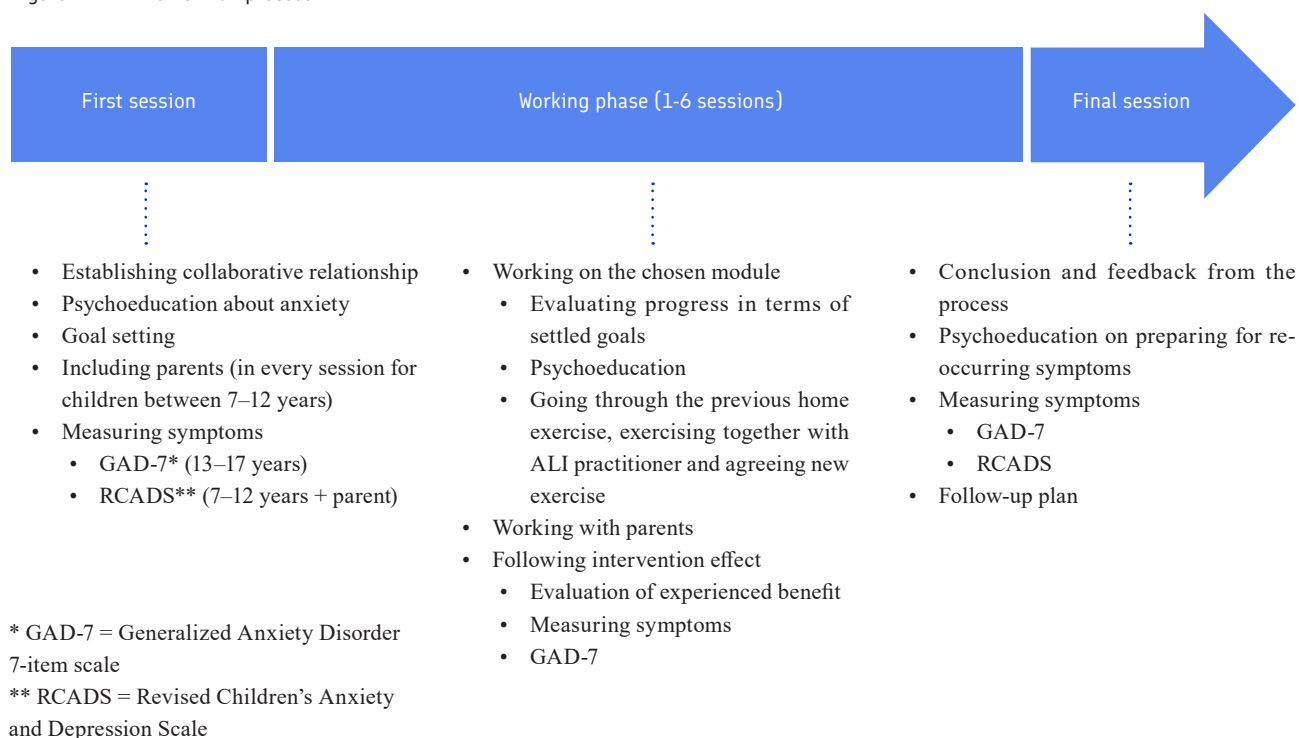 First session
Working phase (1-6 sessions)
Final session
• Establishing collaborative relationship
• Psychoeducation about anxiety
• Goal setting
• Including parents (in every session for
children between 7–12 years)
• Measuring symptoms
• GAD-7* (13–17 years)
• RCADS** (7–12 years + parent)
• Working on the chosen module
• Evaluating progress in terms of
settled goals
• Psychoeducation
• Going through the previous home
exercise, exercising together with
ALI practitioner and agreeing new
exercise
• Working with parents
• Following intervention effect
• Evaluation of experienced benefit
• Measuring symptoms
• GAD-7
• Conclusion and feedback from the
process
• Psychoeducation on preparing for re-
occurring symptoms
• Measuring symptoms
• GAD-7
• RCADS
• Follow-up plan
* GAD-7 = Generalized Anxiety Disorder
7-item scale
** RCADS = Revised Children’s Anxiety
and Depression Scale